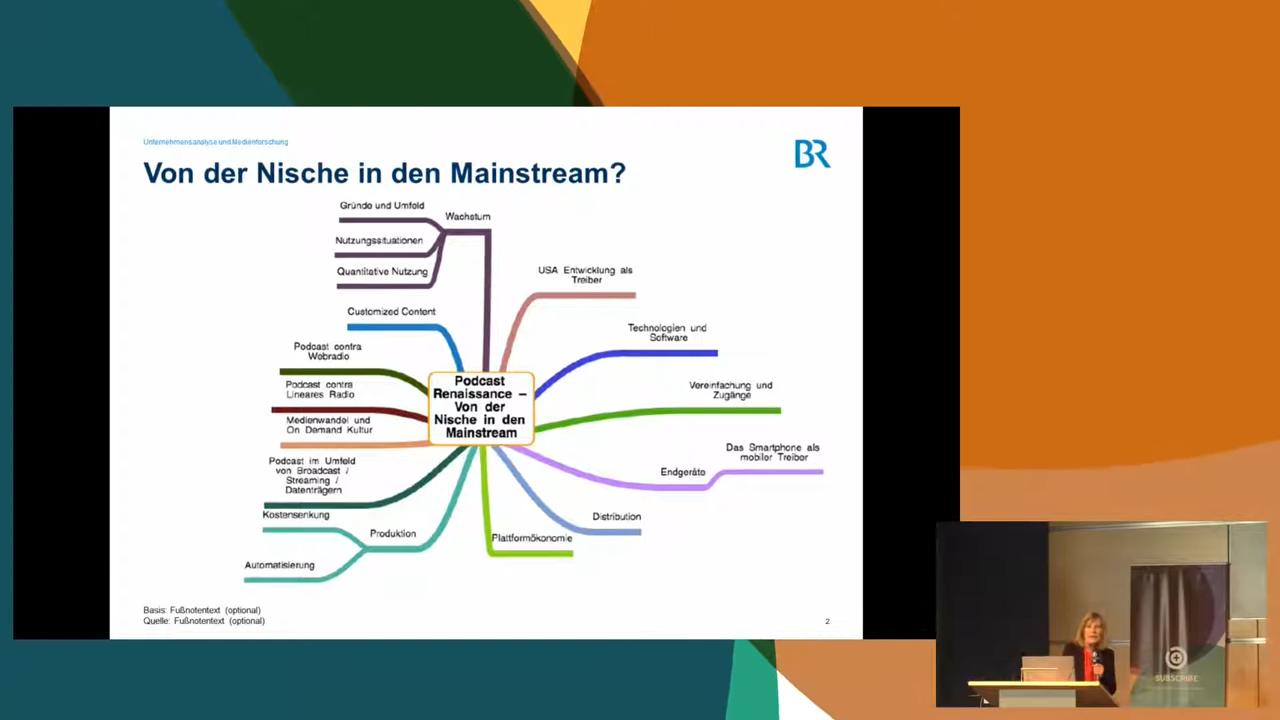 Unternehmensanalyse und Medienforschung
BR
Von der Nische in den Mainstream?
Gründe und Umfeld
Wachstum
Nutzungssituationen
Quantitative Nutzung
USA Entwicklung als
Treiber
Customized Content
Technologien und
Software
Podcast contra
Webradio
Podcast contra
Lineares Radio
Vereinfachung und
Zugänge
Medienwandel und
On Demand Kultur
Podcast
Renaissance –
Von der
Nische in den
Mainstream
Das Smartphone als
mobiler Treiber
Endgeräte
Podcast im Umfeld
von Broadcast /
Streaming /
Datenträgern
Kostensenkung
Produktion
Automatisierung
Distribution
Plattformökonomie
Basis: Fußnotentext (optional)
Quelle: Fußnotentext (optional)
2
SUBSCRIBE